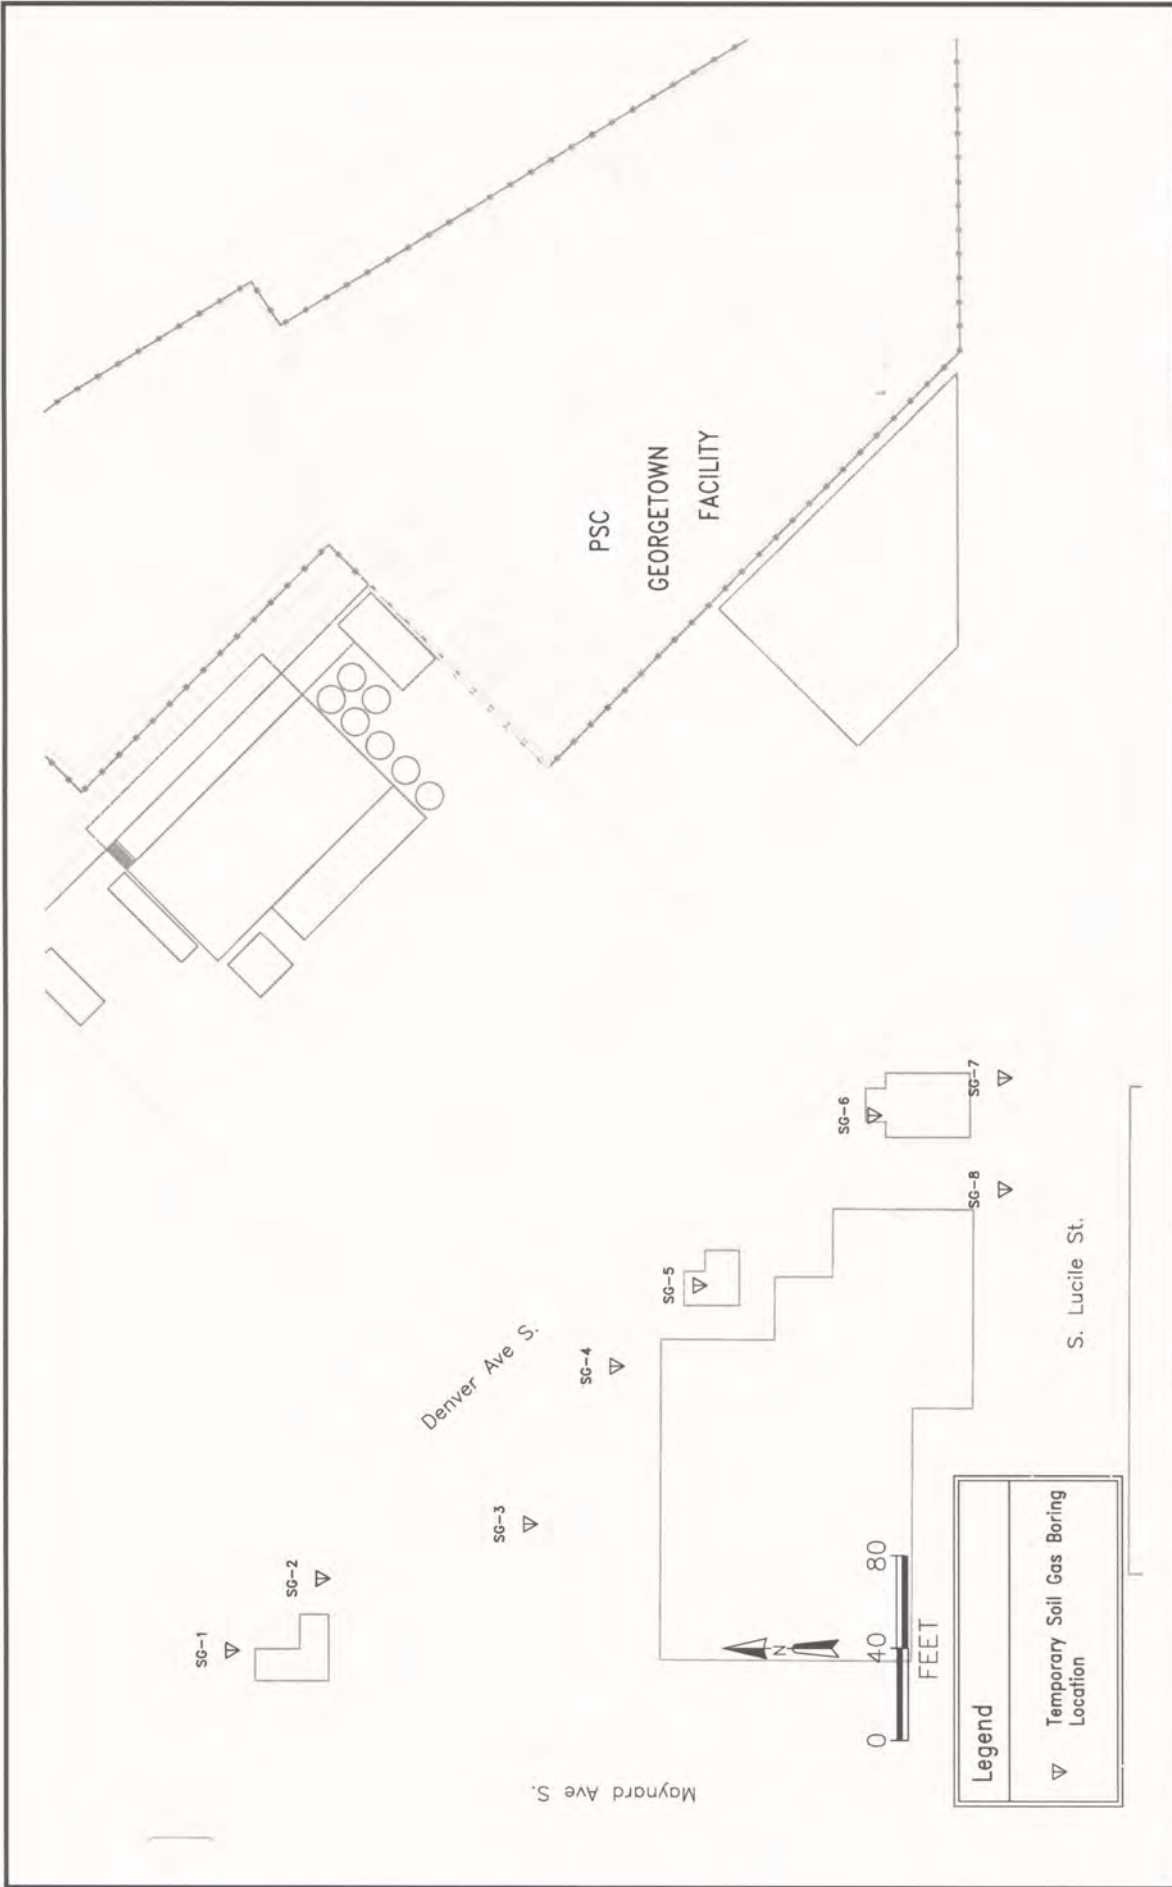 PSC
GEORGETOWN
FACILITY
SG-1
SG-2
SG-3
Denver Ave S.
SG-4
SG-5
SG-6
SG-7
SG-8
Maynard Ave S.
S. Lucile St.
N
0 40 80
FEET
Legend
Temporary Soil Gas Boring
Location